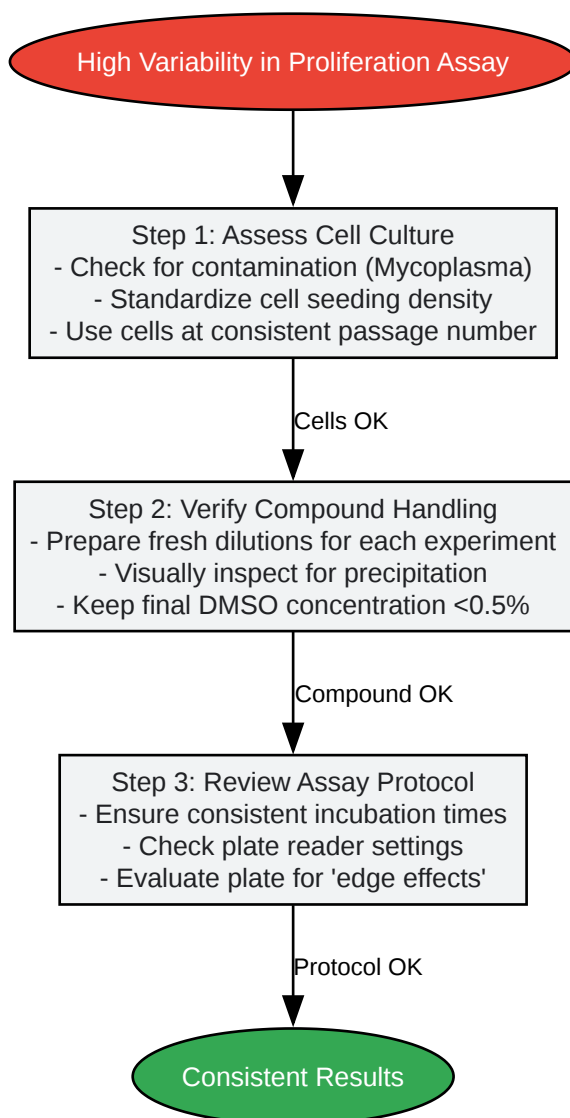 High Variability in Proliferation Assay
Step 1: Assess Cell Culture
- Check for contamination (Mycoplasma)
- Standardize cell seeding density
- Use cells at consistent passage number
Cells OK
Step 2: Verify Compound Handling
- Prepare fresh dilutions for each experiment
- Visually inspect for precipitation
- Keep final DMSO concentration <0.5%
Compound OK
Step 3: Review Assay Protocol
- Ensure consistent incubation times
- Check plate reader settings
- Evaluate plate for 'edge effects'
Protocol OK
Consistent Results